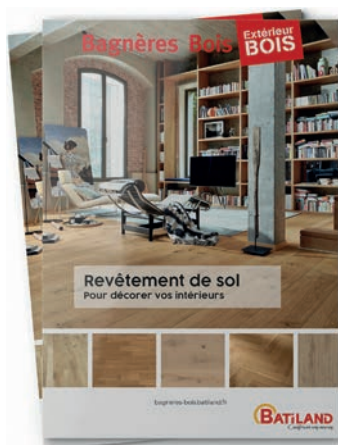 Bagnères Bois
Extérieur
BOIS
Revêtement de sol
Pour décorer vos intérieurs
bagneres-bois.batiland.fr
BATiLAND